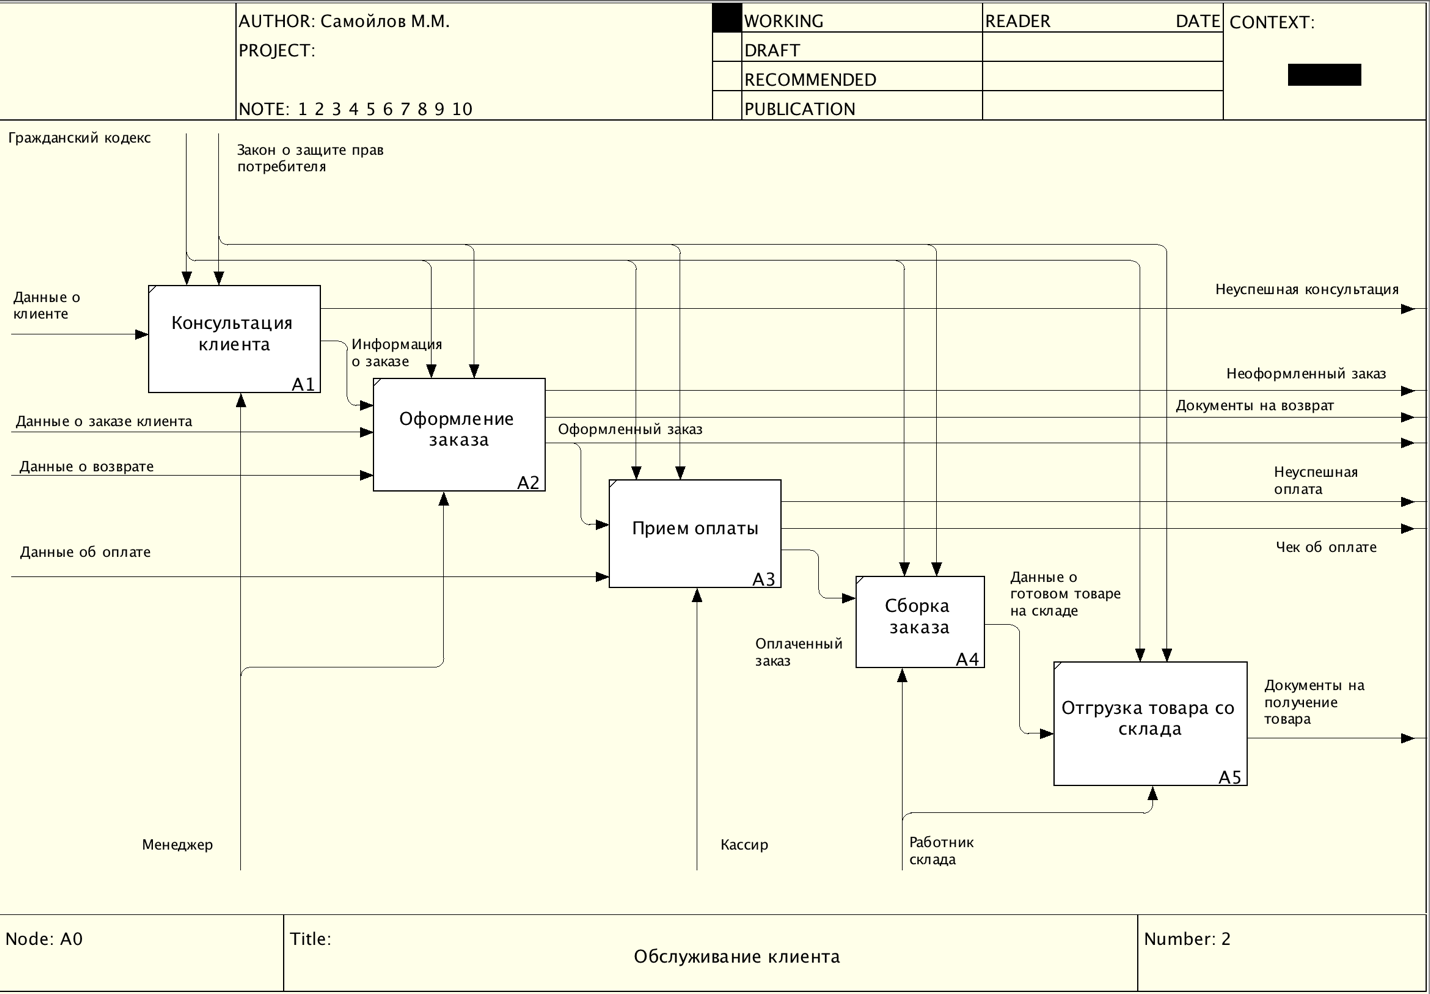 AUTHOR: Самойлов М.М.
PROJECT:
NOTE: 1 2 3 4 5 6 7 8 9 10
WORKING
DRAFT
RECOMMENDED
PUBLICATION
READER DATE
CONTEXT:
Гражданский кодекс
Закон о защите прав
потребителя
Данные о
клиенте
Консультация
клиента
A1
Неуспешная консультация
Информация
о заказе
Данные о заказе клиента
Данные о возврате
Оформление
заказа
A2
Неоформленный заказ
Документы на возврат
Оформленный заказ
Данные об оплате
Прием оплаты
A3
Неуспешная
оплата
Чек об оплате
Оплаченный
заказ
Сборка
заказа
A4
Данные о
готовом товаре
на складе
Отгрузка товара со
склада
A5
Документы на
получение
товара
Менеджер
Кассир
Работник
склада
Node: A0
Title:
Обслуживание клиента
Number: 2